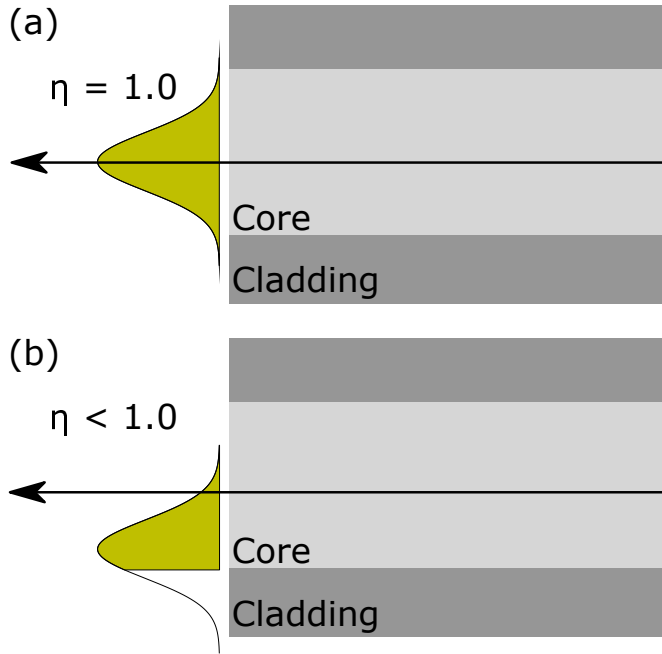 (a)
η = 1.0
Core
Cladding
(b)
η < 1.0
Core
Cladding